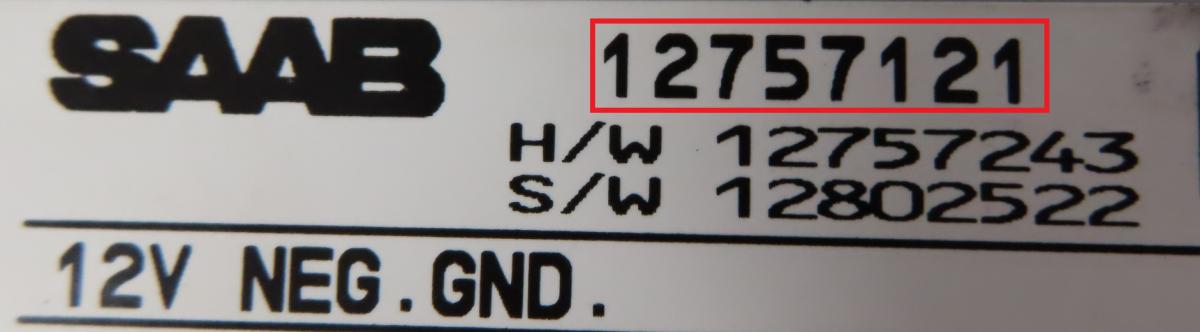 SAAB 12757121
H/W 12757243
S/W 12802522
12V NEG.GND.